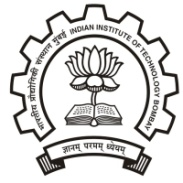 भारतीय प्रौद्योगिकी संस्थान मुंबई
INDIAN INSTITUTE OF TECHNOLOGY BOMBAY
ज्ञानम् परमम् ध्येयम्